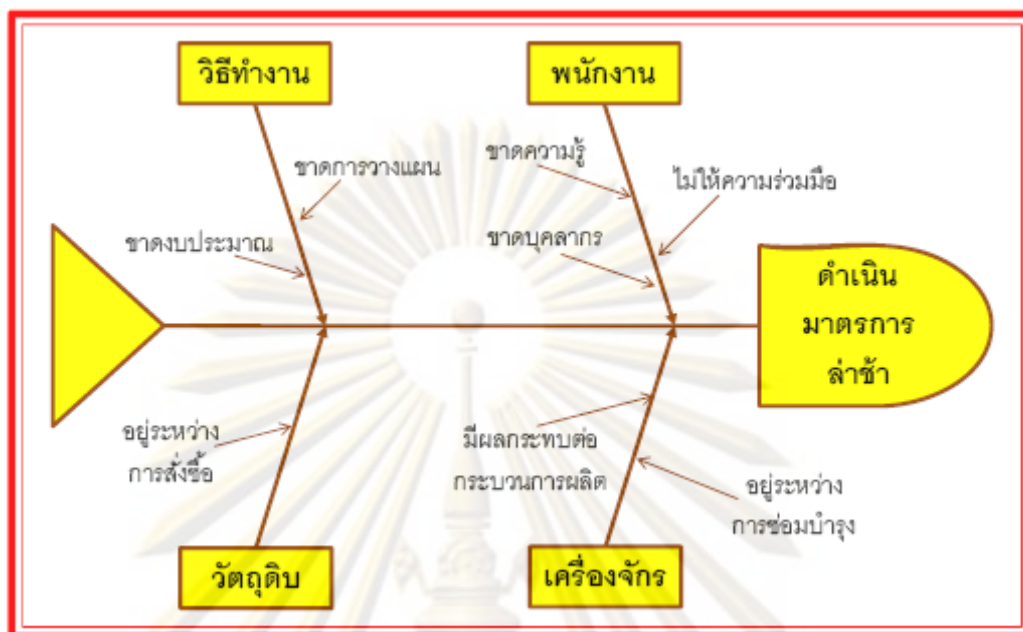 วิธีทำงาน
พนักงาน
ขาดการวางแผน
ขาดงบประมาณ
ขาดความรู้
ไม่ให้ความร่วมมือ
ขาดบุคลากร
ดำเนิน
มาตรการ
ล่าช้า
อยู่ระหว่าง
การสั่งซื้อ
มีผลกระทบต่อ
กระบวนการผลิต
อยู่ระหว่าง
การซ่อมบำรุง
วัตถุดิบ
เครื่องจักร